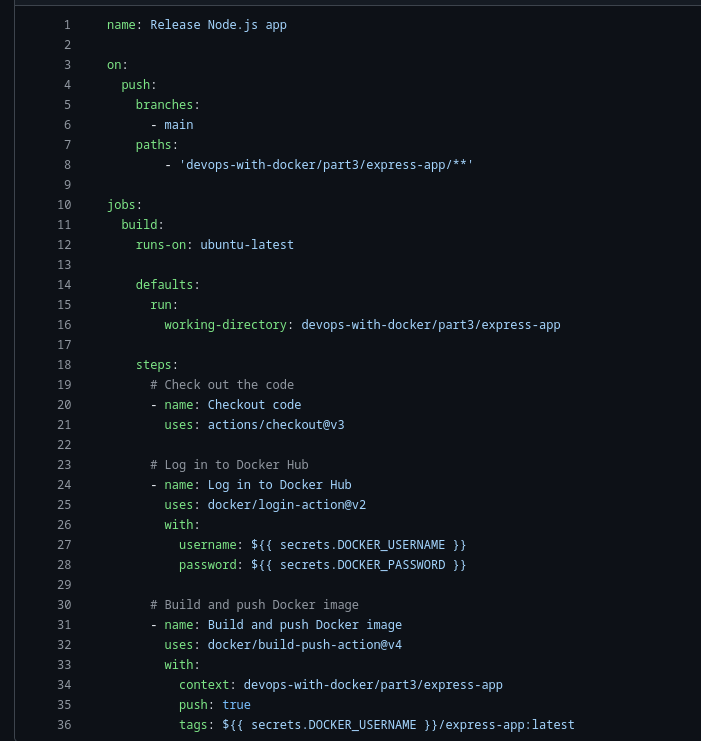 1 name: Release Node.js app
2
3 on:
4   push:
5     branches:
6       - main
7     paths:
8         - 'devops-with-docker/part3/express-app/**'
9
10 jobs:
11   build:
12     runs-on: ubuntu-latest
13
14     defaults:
15       run:
16         working-directory: devops-with-docker/part3/express-app
17
18     steps:
19       # Check out the code
20       - name: Checkout code
21         uses: actions/checkout@v3
22
23       # Log in to Docker Hub
24       - name: Log in to Docker Hub
25         uses: docker/login-action@v2
26         with:
27           username: ${{ secrets.DOCKER_USERNAME }}
28           password: ${{ secrets.DOCKER_PASSWORD }}
29
30       # Build and push Docker image
31       - name: Build and push Docker image
32         uses: docker/build-push-action@v4
33         with:
34           context: devops-with-docker/part3/express-app
35           push: true
36           tags: ${{ secrets.DOCKER_USERNAME }}/express-app:latest